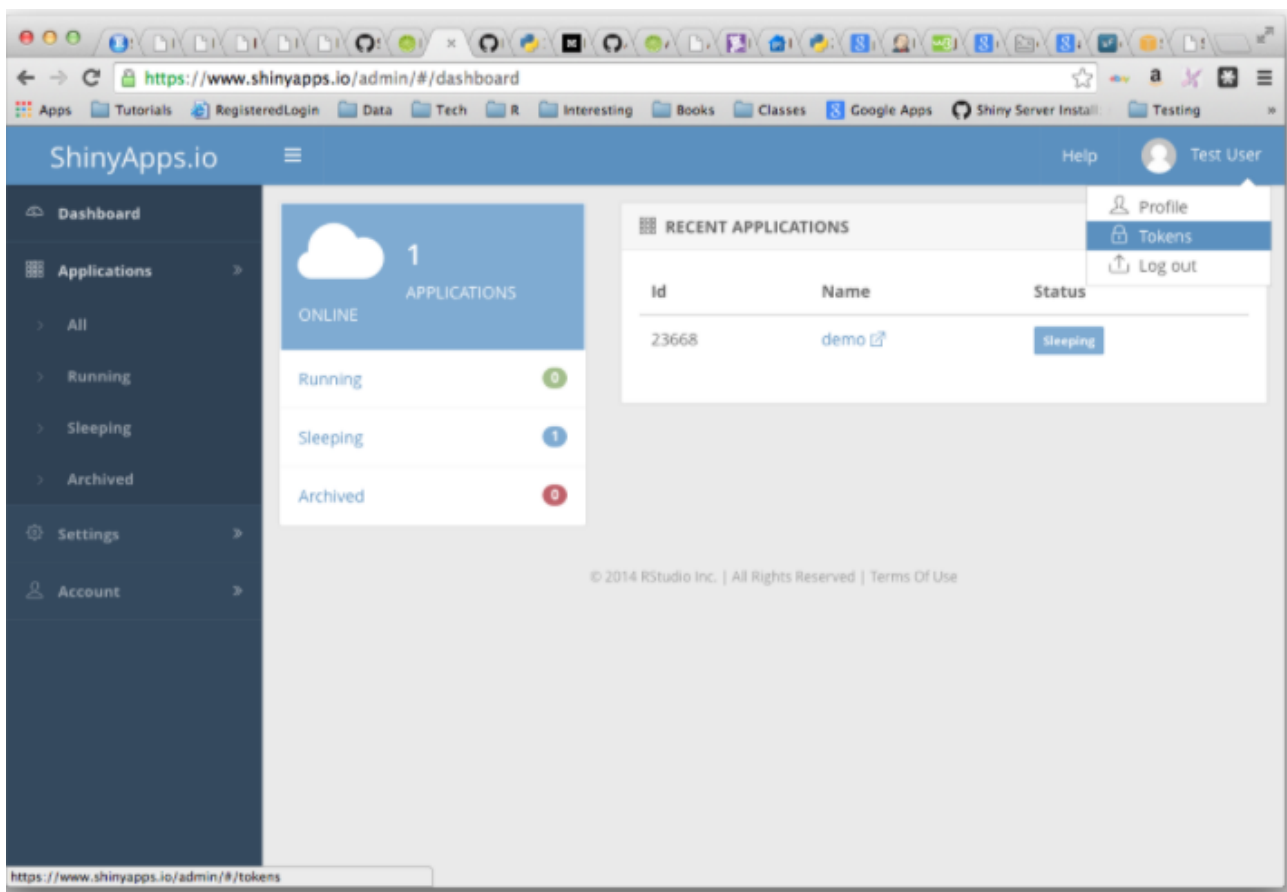 https://www.shinyapps.io/admin/#/dashboard
Apps Tutorials RegisteredLogin Data Tech R Interesting Books Classes Google Apps Shiny Server Install Testing
ShinyApps.io Help Test User
Profile
Tokens
Log out
Dashboard
Applications
All
Running
Sleeping
Archived
Settings
Account
1
APPLICATIONS
ONLINE
Running 0
Sleeping 1
Archived 0
RECENT APPLICATIONS
Id Name Status
23668 demo Sleeping
© 2014 RStudio Inc. | All Rights Reserved | Terms Of Use
https://www.shinyapps.io/admin/#/tokens